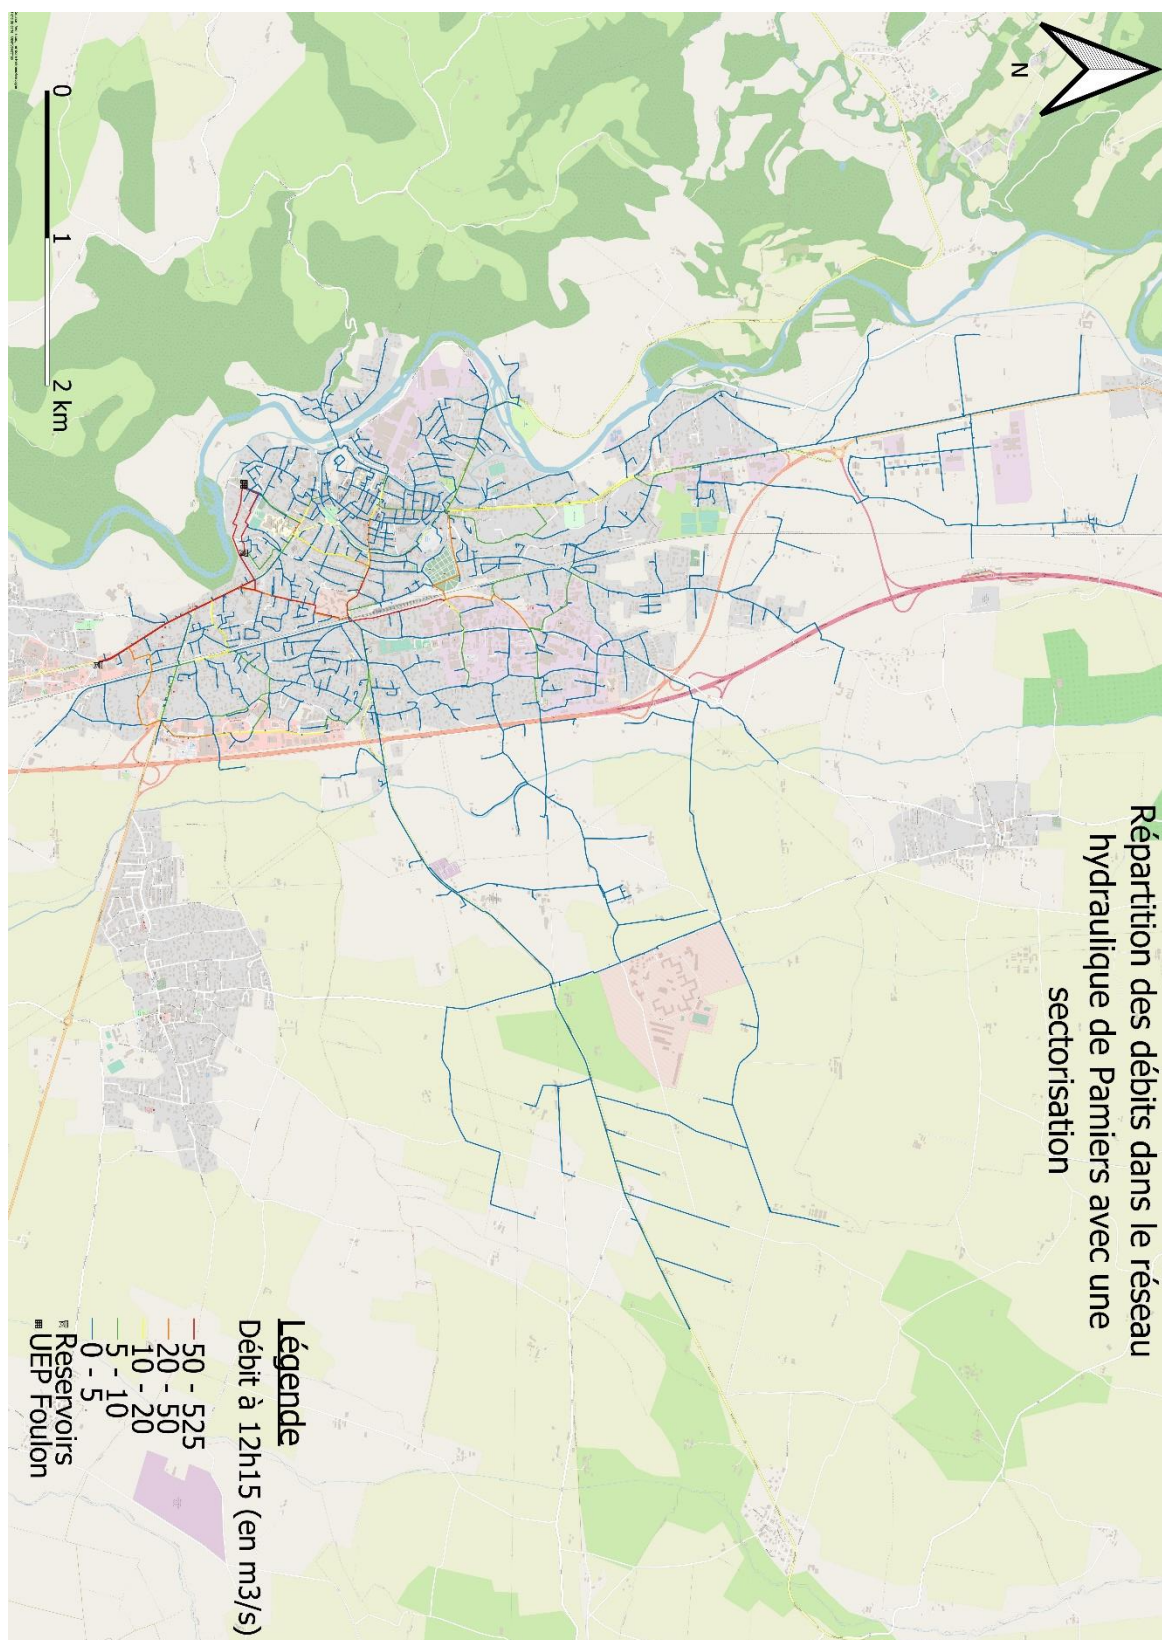 Répartition des débits dans le réseau
hydraulique de Pamiers avec une
sectorisation
N
0 1 2 km
Légende
Débit à 12h15 (en m3/s)
50 - 525
20 - 50
10 - 20
5 - 10
0 - 5
Reservoirs
UEP Foulon